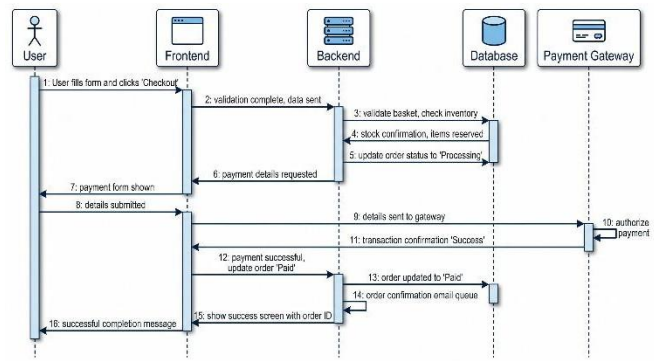 User
Frontend
Backend
Database
Payment Gateway
1: User fills form and clicks 'Checkout'
2: validation complete, data sent
3: validate basket, check inventory
4: stock confirmation, items reserved
5: update order status to 'Processing'
6: payment details requested
7: payment form shown
8: details submitted
9: details sent to gateway
10: authorize
payment
11: transaction confirmation 'Success'
12: payment successful,
update order 'Paid'
13: order updated to 'Paid'
14: order confirmation email queue
15: show success screen with order ID
16: successful completion message